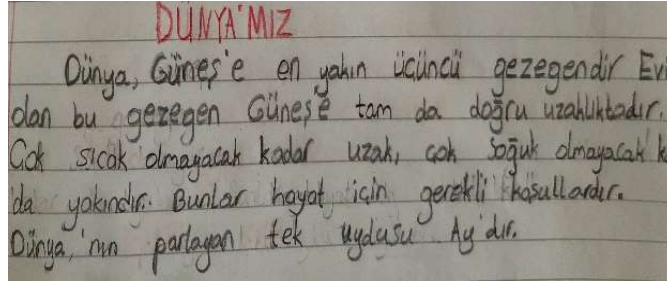 DÜNYA'MIZ
Dünya, Güneş'e en yakın üçüncü gezegendir Evi
olan bu gezegen Güneş'e tam da doğru uzaklıktadır.
Çok sıcak olmayacak kadar uzak, çok soğuk olmayacak k
da yakındır. Bunlar hayat için gerekli koşullardır.
Dünya,'nın parlayan tek uydusu Ay'dır.